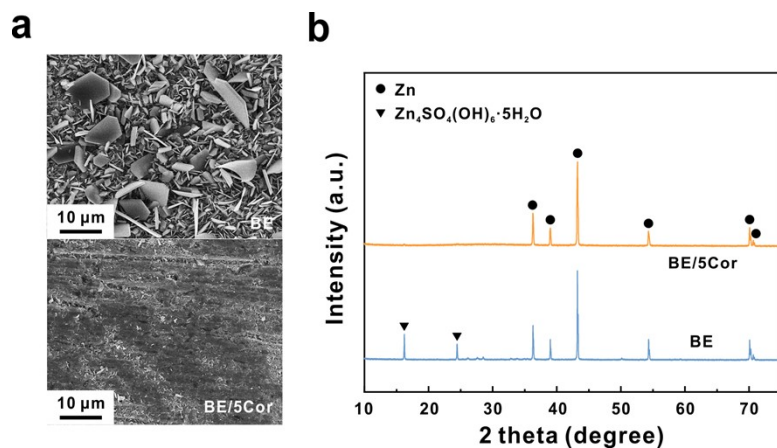 a
10 μm
BE
10 μm
BE/5Cor
b
● Zn
▼ Zn₄SO₄(OH)₆·5H₂O
Intensity (a.u.)
BE/5Cor
BE
10 20 30 40 50 60 70
2 theta (degree)